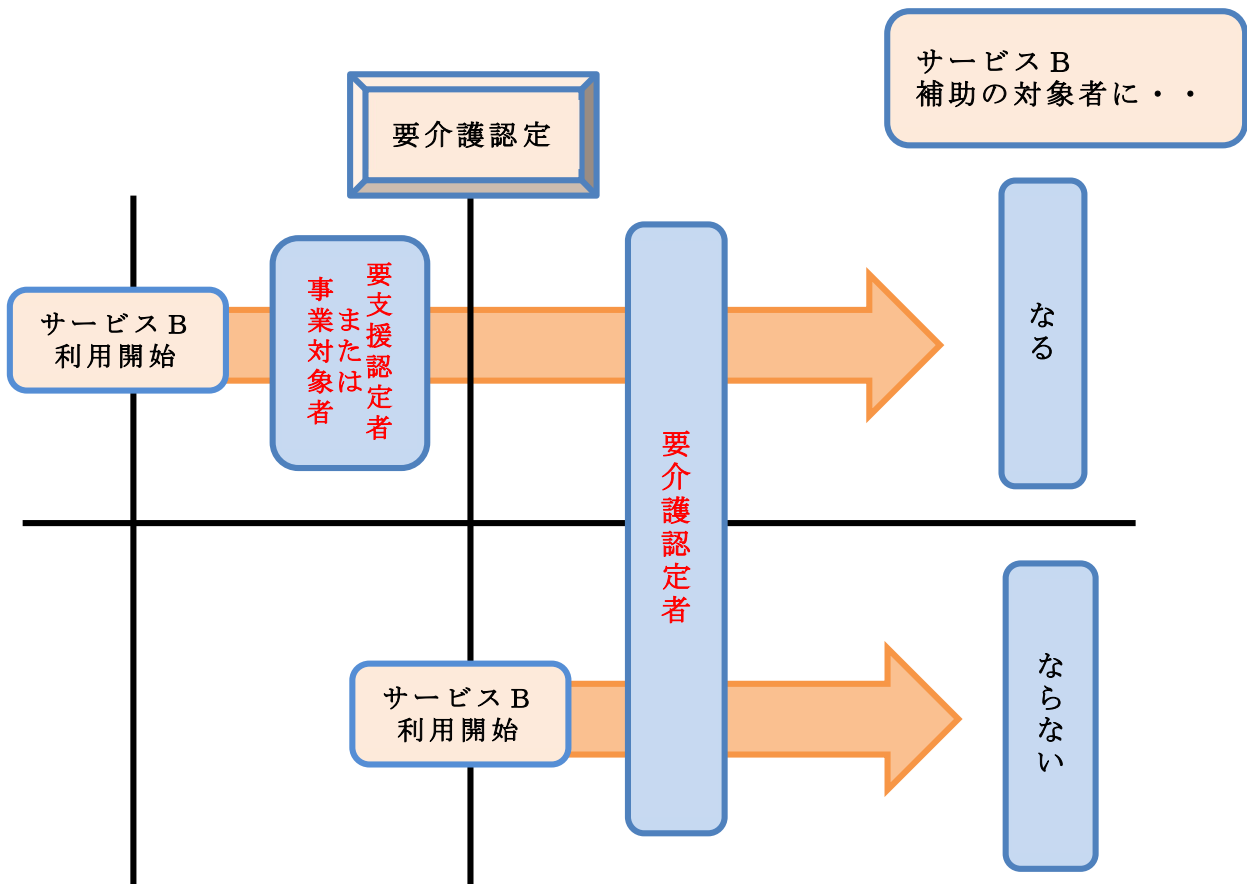 サービスB
補助の対象者に・・
要介護認定
サービスB
利用開始
要支援認定者
または
事業対象者
なる
要介護認定者
サービスB
利用開始
ならない